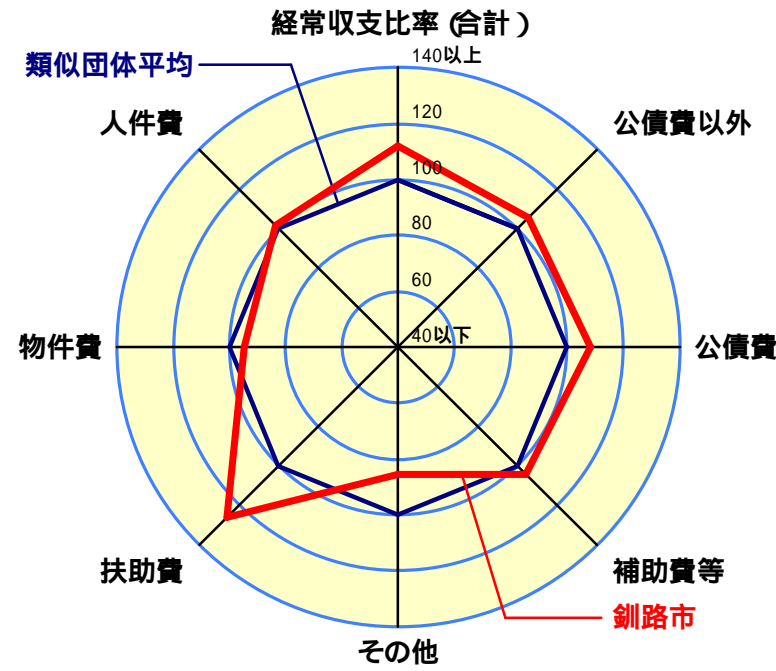 経常収支比率(合計)
140以上
類似団体平均
人件費
120
公債費以外
100
80
60
40以下
物件費
公債費
扶助費
補助費等
釧路市
その他